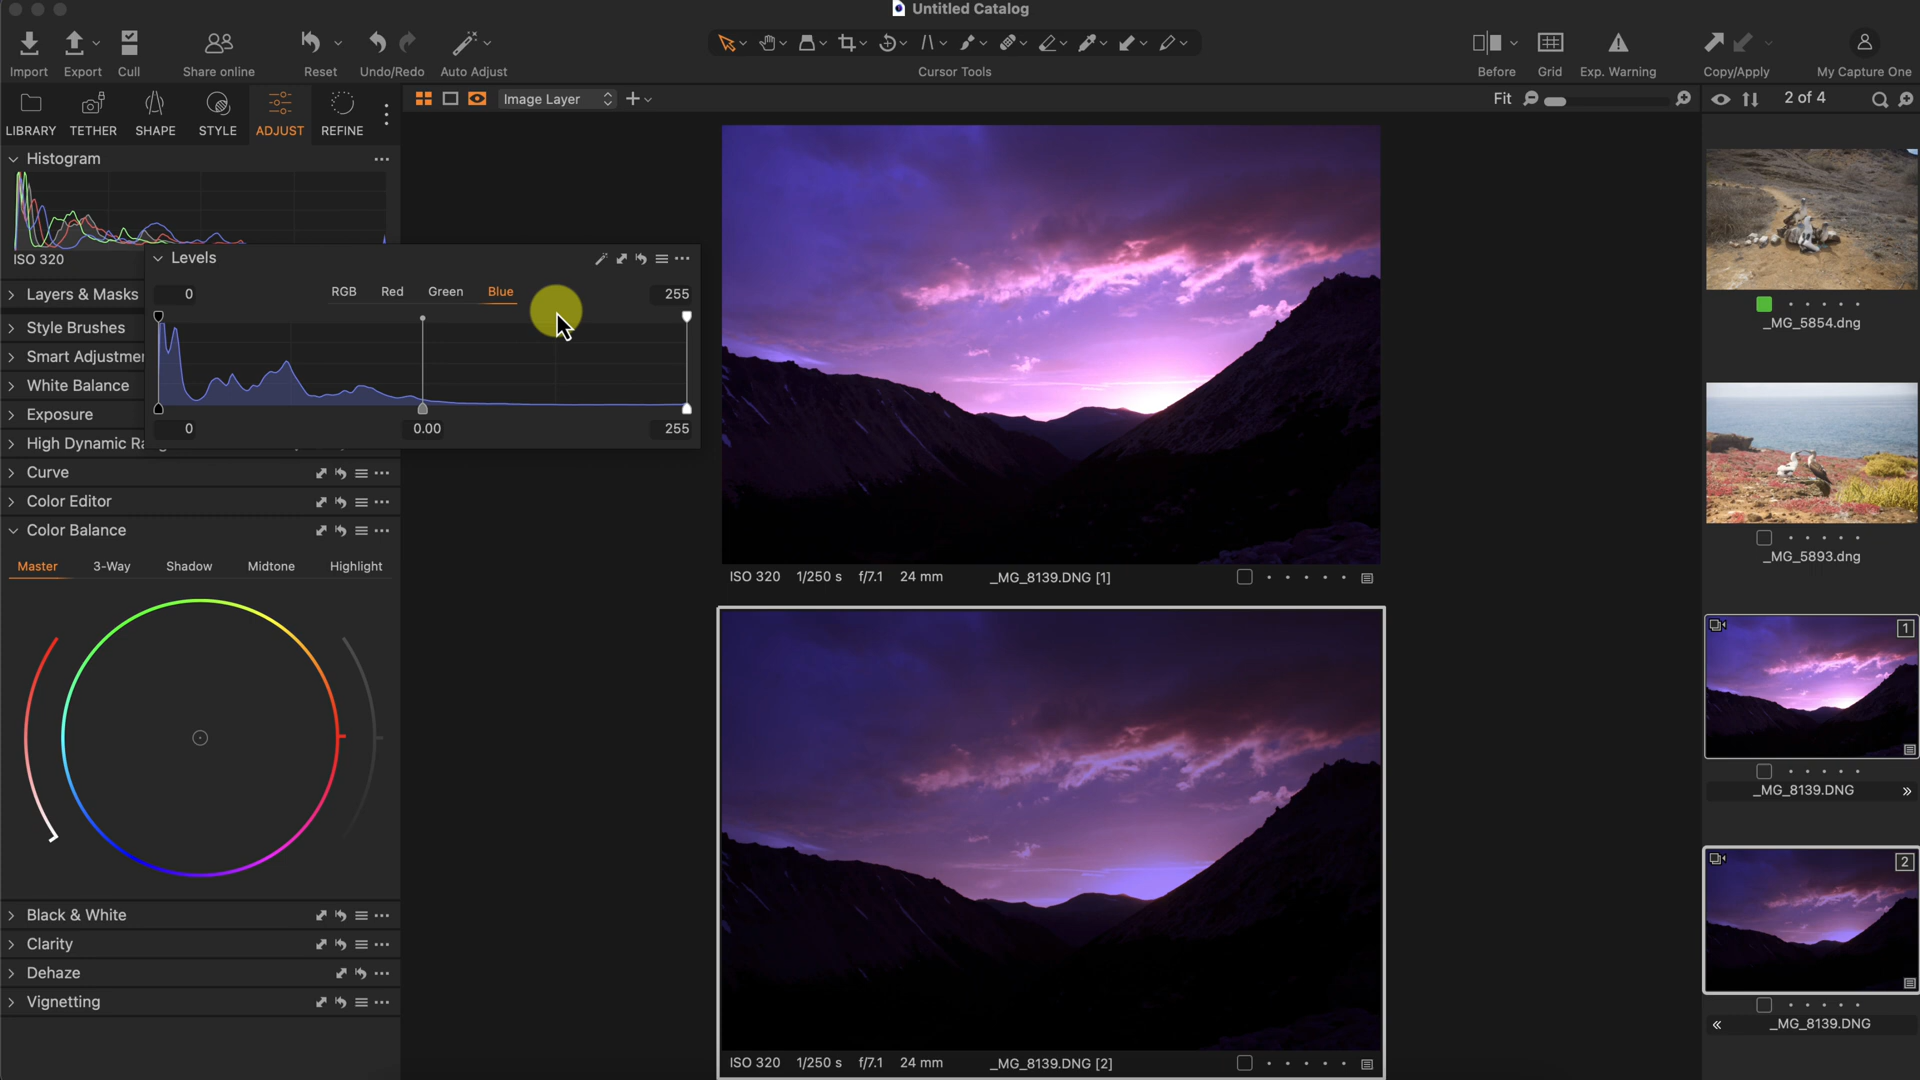 Untitled Catalog
Import Export Cull Share online Reset Undo/Redo Auto Adjust Cursor Tools Before Grid Exp. Warning Copy/Apply My Capture One
LIBRARY TETHER SHAPE STYLE ADJUST REFINE
Image Layer Fit 2 of 4
Histogram
ISO 320
Levels
0 RGB Red Green Blue 255
0 0.00 255
Layers & Masks
Style Brushes
Smart Adjustme
White Balance
Exposure
High Dynamic Ra
Curve
Color Editor
Color Balance
Master 3-Way Shadow Midtone Highlight
Black & White
Clarity
Dehaze
Vignetting
ISO 320 1/250 s f/7.1 24 mm _MG_8139.DNG [1]
ISO 320 1/250 s f/7.1 24 mm _MG_8139.DNG [2]
_MG_5854.dng
_MG_5893.dng
1
_MG_8139.DNG
2
_MG_8139.DNG